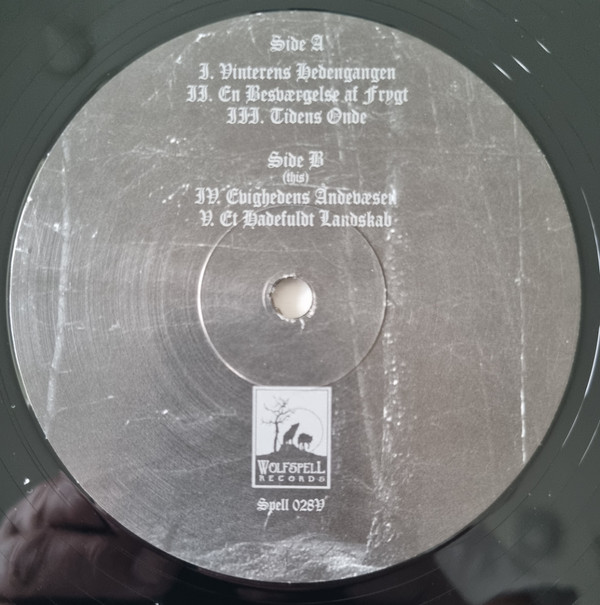 Side A
I. Vinterens Hedengangen
II. En Besværgelse af Frygt
III. Tidens Onde
Side B
(this)
IV. Evighedens Åndevæsen
V. Et Hadefuldt Landskab
WOLFSPELL
RECORDS
Spell 028V